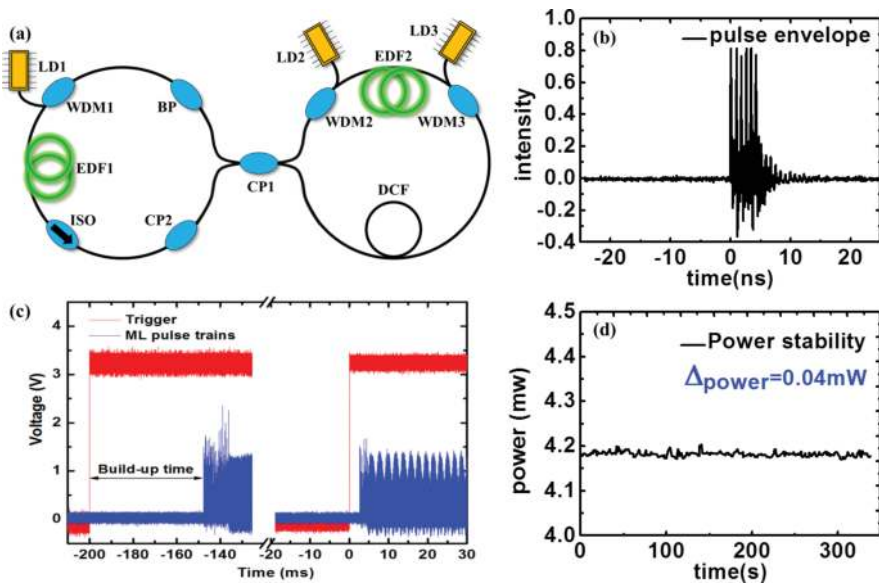 (a)
LD1
WDM1
BP
EDF1
ISO
CP2
CP1
LD2
LD3
EDF2
WDM2
WDM3
DCF
(b)
pulse envelope
intensity
1.0
0.8
0.6
0.4
0.2
0.0
-0.2
-0.4
-20 -10 0 10 20
time(ns)
(c)
Trigger
ML pulse trains
Build-up time
Voltage (V)
4
3
2
1
0
-200 -180 -160 -140 -20 -10 0 10 20 30
Time (ms)
(d)
Power stability
Δpower=0.04mW
power (mw)
4.5
4.4
4.3
4.2
4.1
4.0
0 100 200 300
time(s)